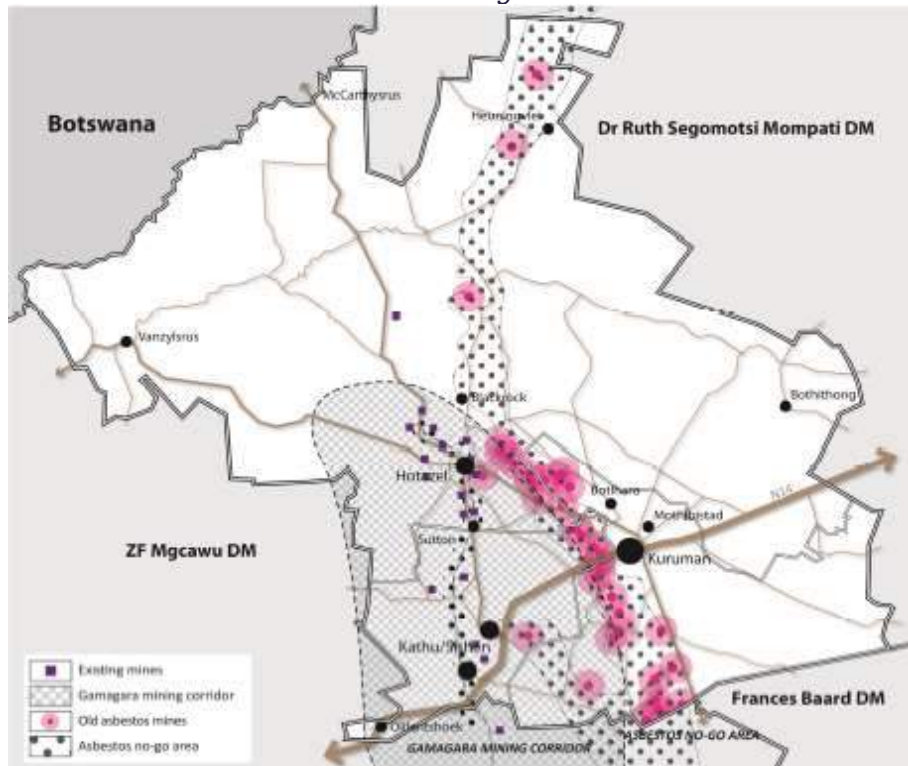 McCarthysrus
Botswana
Dr Ruth Segomotsi Mompati DM
Vanzylsrus
Blackrock
Bothithong
Hotazel
N14
Mothibistad
Sutton
Kuruman
ZF Mgcawu DM
Kathu/Sishen
Existing mines
Gamagara mining corridor
Old asbestos mines
Asbestos no-go area
Frances Baard DM
ASBESTOS NO-GO AREA
GAMAGARA MINING CORRIDOR